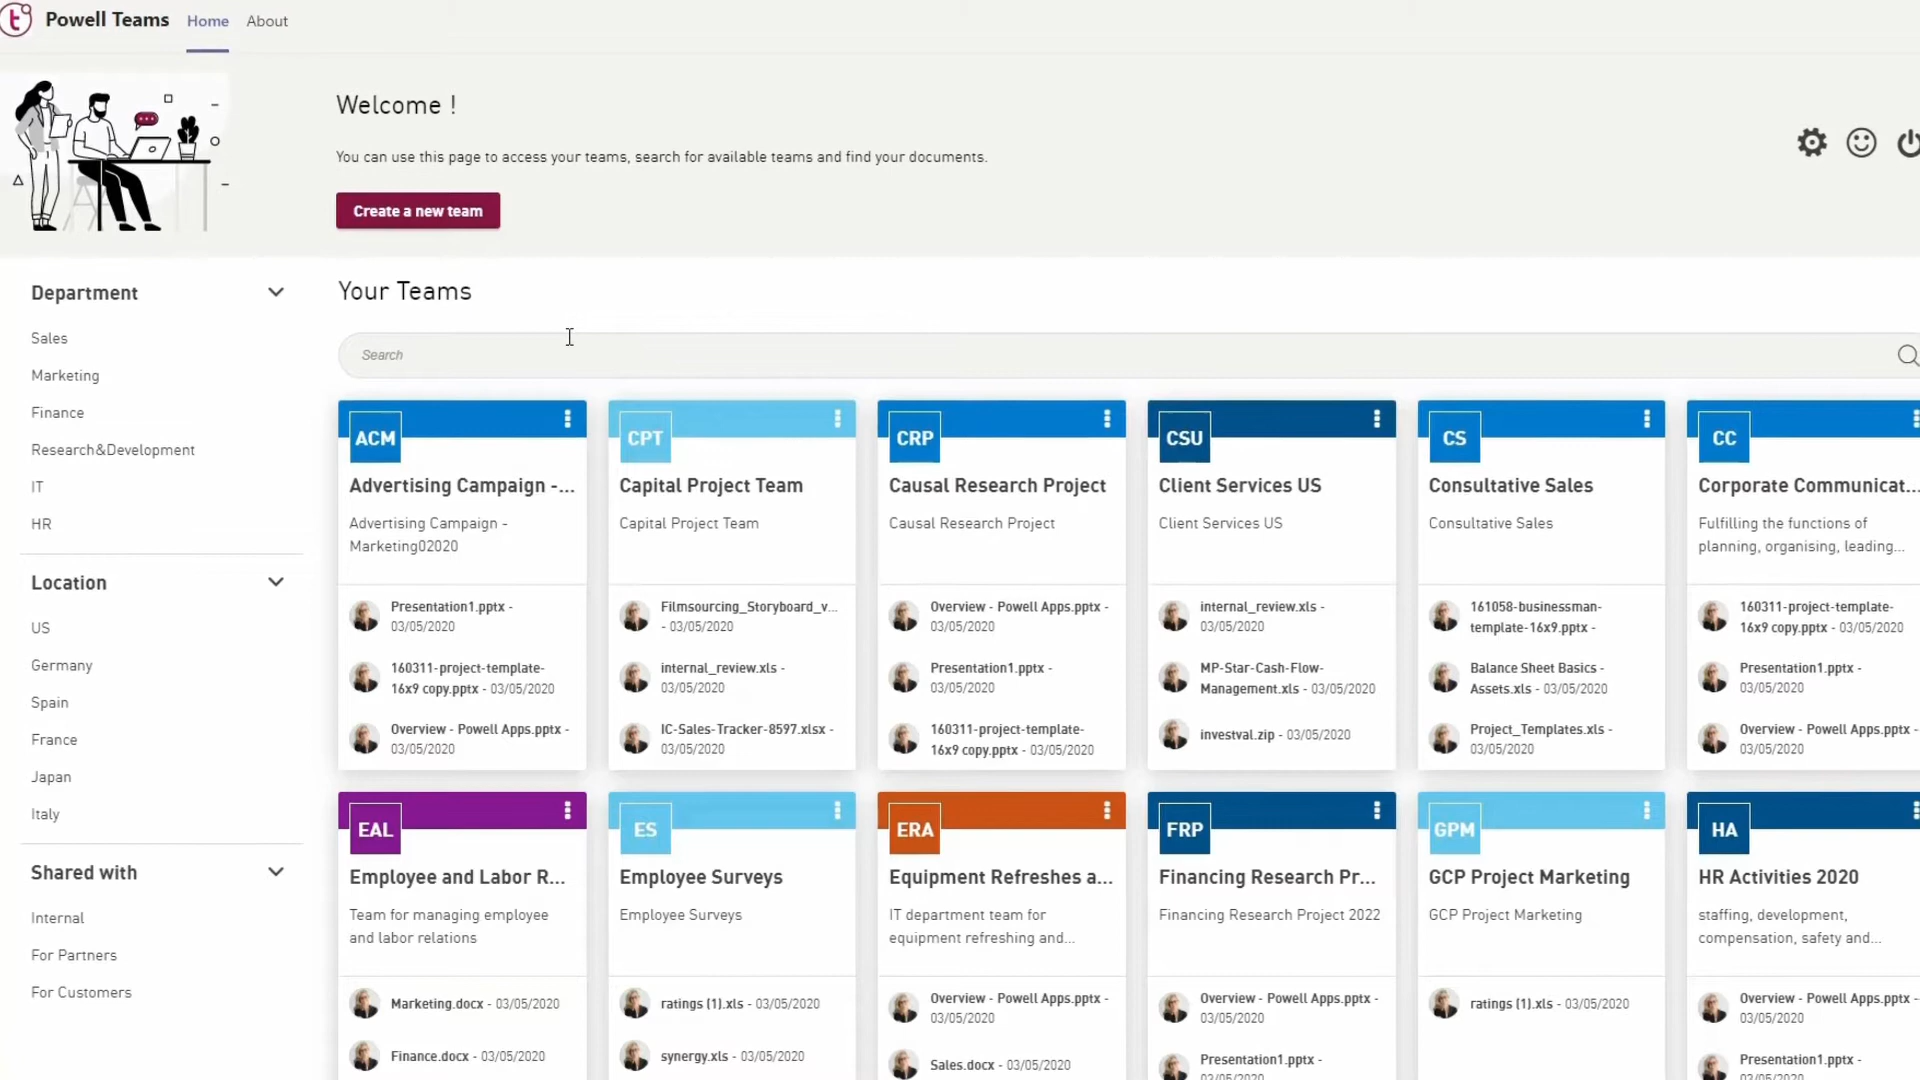 Powell Teams
Home
About
Welcome !
You can use this page to access your teams, search for available teams and find your documents.
Create a new team
Department
Sales
Marketing
Finance
Research&Development
IT
HR
Location
US
Germany
Spain
France
Japan
Italy
Shared with
Internal
For Partners
For Customers
Your Teams
Search
ACM
Advertising Campaign -...
Advertising Campaign -
Marketing02020
Presentation1.pptx -
03/05/2020
160311-project-template-
16x9 copy.pptx - 03/05/2020
Overview - Powell Apps.pptx -
03/05/2020
CPT
Capital Project Team
Capital Project Team
Filmsourcing_Storyboard_v...
- 03/05/2020
internal_review.xls -
03/05/2020
IC-Sales-Tracker-8597.xlsx -
03/05/2020
CRP
Causal Research Project
Causal Research Project
Overview - Powell Apps.pptx -
03/05/2020
Presentation1.pptx -
03/05/2020
160311-project-template-
16x9 copy.pptx - 03/05/2020
CSU
Client Services US
Client Services US
internal_review.xls -
03/05/2020
MP-Star-Cash-Flow-
Management.xls - 03/05/2020
investval.zip - 03/05/2020
CS
Consultative Sales
Consultative Sales
161058-businessman-
template-16x9.pptx -
Balance Sheet Basics -
Assets.xls - 03/05/2020
Project_Templates.xls -
03/05/2020
CC
Corporate Communicat...
Fulfilling the functions of
planning, organising, leading...
160311-project-template-
16x9 copy.pptx - 03/05/2020
Presentation1.pptx -
03/05/2020
Overview - Powell Apps.pptx -
03/05/2020
EAL
Employee and Labor R...
Team for managing employee
and labor relations
Marketing.docx - 03/05/2020
Finance.docx - 03/05/2020
ES
Employee Surveys
Employee Surveys
ratings (1).xls - 03/05/2020
synergy.xls - 03/05/2020
ERA
Equipment Refreshes a...
IT department team for
equipment refreshing and...
Overview - Powell Apps.pptx -
03/05/2020
Sales.docx - 03/05/2020
FRP
Financing Research Pr...
Financing Research Project 2022
Overview - Powell Apps.pptx -
03/05/2020
Presentation1.pptx -
03/05/2020
GPM
GCP Project Marketing
GCP Project Marketing
ratings (1).xls - 03/05/2020
HA
HR Activities 2020
staffing, development,
compensation, safety and...
Overview - Powell Apps.pptx -
03/05/2020
Presentation1.pptx -
03/05/2020